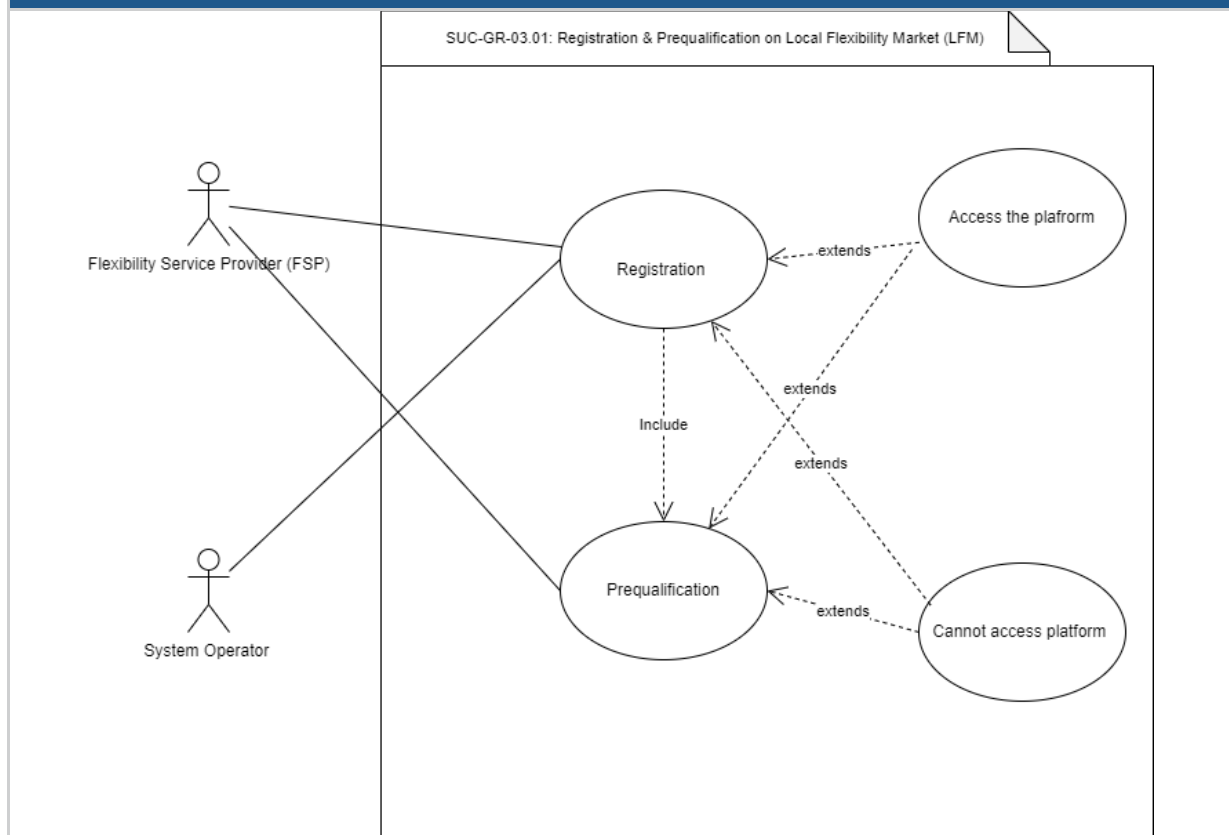 SUC-GR-03.01: Registration & Prequalification on Local Flexibility Market (LFM)
Access the plafrorm
extends
Flexibility Service Provider (FSP)
Registration
extends
Include
extends
Prequalification
extends
Cannot access platform
System Operator